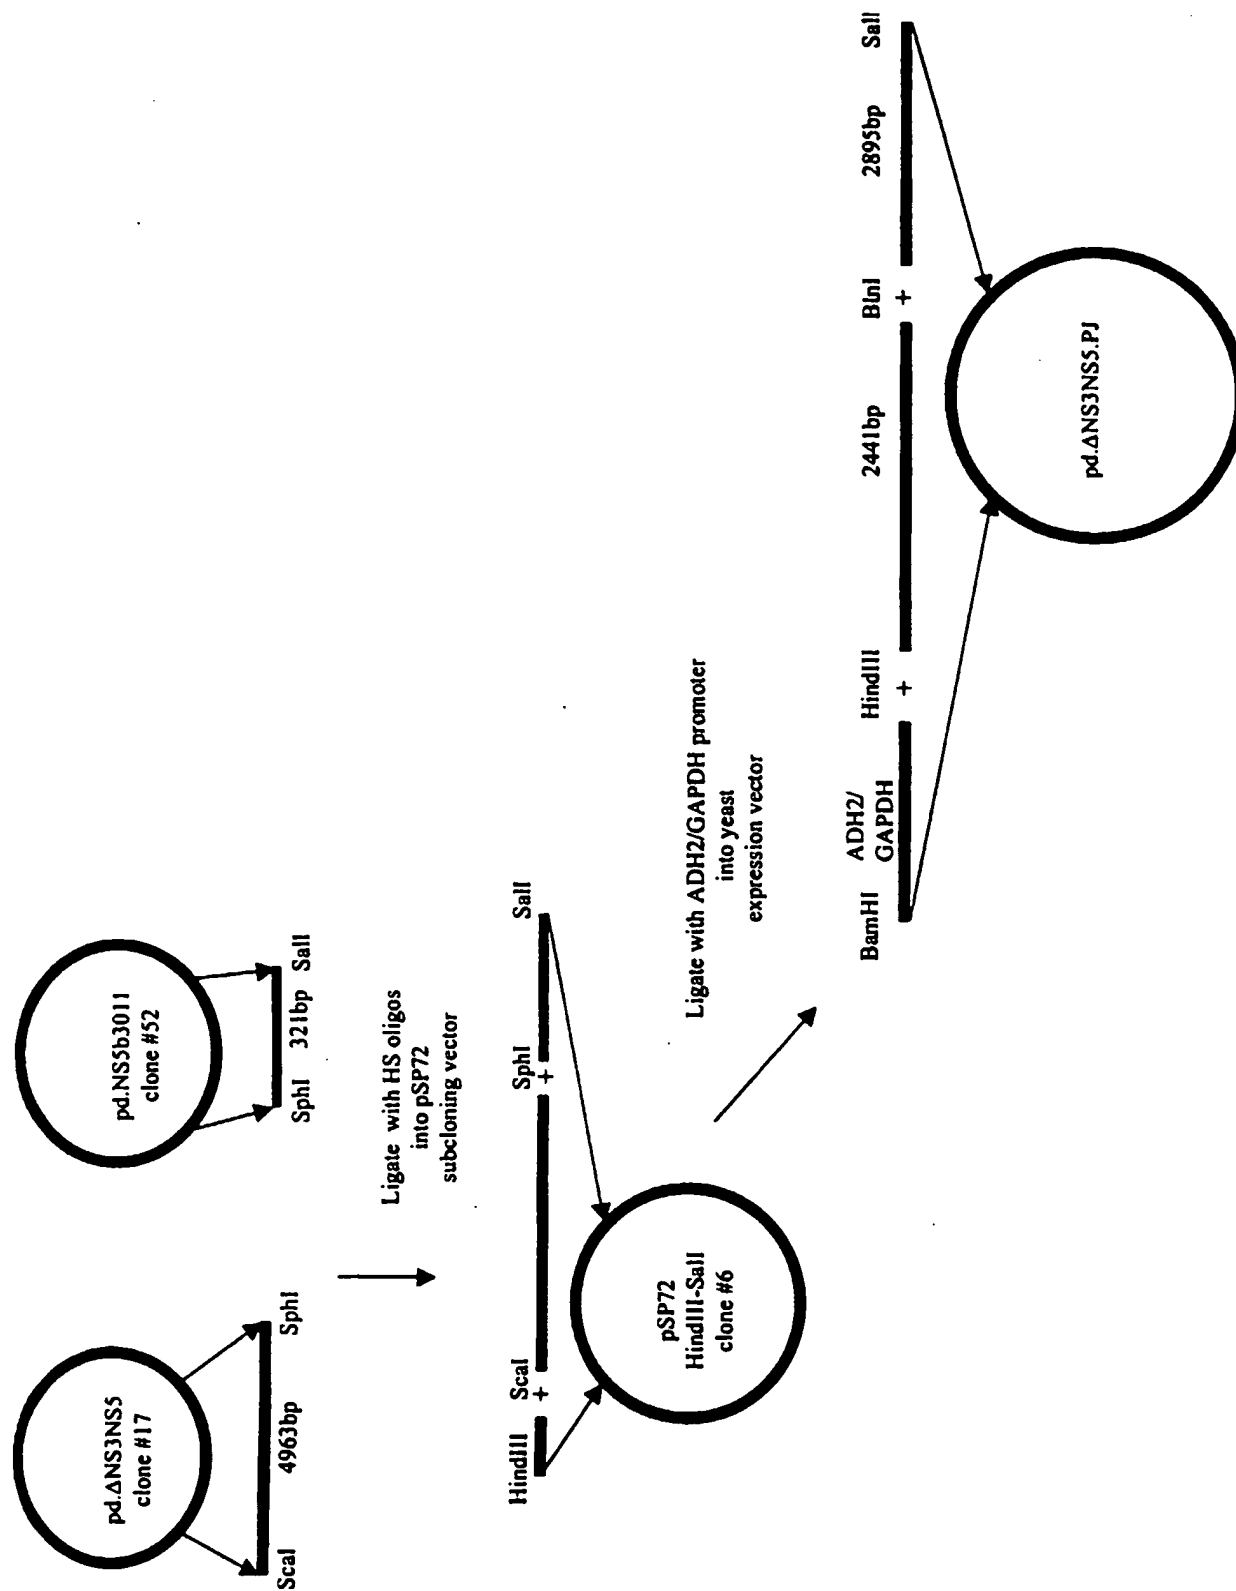 pd.ΔNS3NS5
clone #17
ScaI 4963bp SphI
pd.NS5b3011
clone #52
SphI 321bp SalI
Ligate with HS oligos
into pSP72
subcloning vector
HindIII ScaI SphI SalI
+ +
pSP72
HindIII-SalI
clone #6
Ligate with ADH2/GAPDH promoter
into yeast
expression vector
BamHI ADH2/ HindIII 2441bp BlnI 2895bp SalI
GAPDH + +
pd.ΔNS3NS5.PJ